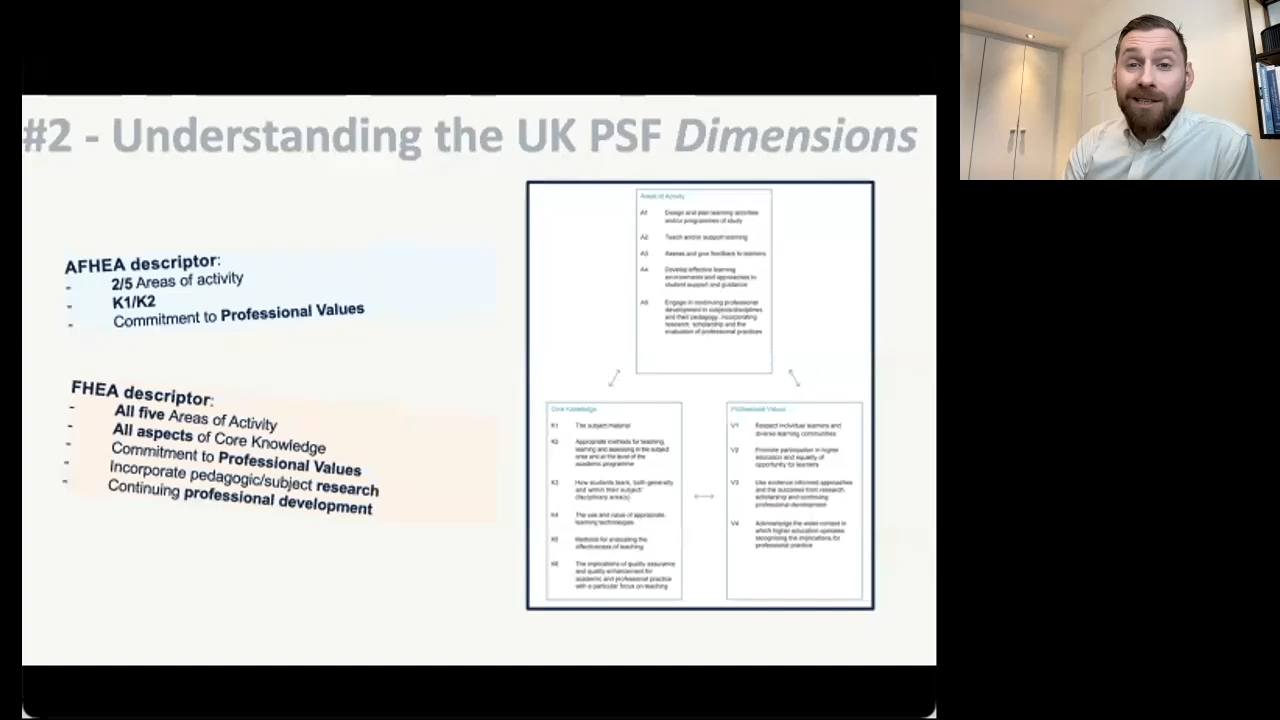 #2 - Understanding the UK PSF Dimensions
AFHEA descriptor:
- 2/5 Areas of activity
- K1/K2
- Commitment to Professional Values
FHEA descriptor:
- All five Areas of Activity
- All aspects of Core Knowledge
- Commitment to Professional Values
- Incorporate pedagogic/subject research
- Continuing professional development
Areas of Activity
A1 Design and plan learning activities
and/or programmes of study
A2 Teach and/or support learning
A3 Assess and give feedback to learners
A4 Develop effective learning
environments and approaches to
student support and guidance
A5 Engage in continuing professional
development in subjects/disciplines
and their pedagogy, incorporating
research, scholarship and the
evaluation of professional practices
Core Knowledge
K1 The subject material
K2 Appropriate methods for teaching,
learning and assessing in the subject
area and at the level of the
academic programme
K3 How students learn, both generally
and within their subject/
disciplinary area(s)
K4 The use and value of appropriate
learning technologies
K5 Methods for evaluating the
effectiveness of teaching
K6 The implications of quality assurance
and quality enhancement for
academic and professional practice
with a particular focus on teaching
Professional Values
V1 Respect individual learners and
diverse learning communities
V2 Promote participation in higher
education and equality of
opportunity for learners
V3 Use evidence informed approaches
and the outcomes from research,
scholarship and continuing
professional development
V4 Acknowledge the wider context in
which higher education operates
recognising the implications for
professional practice